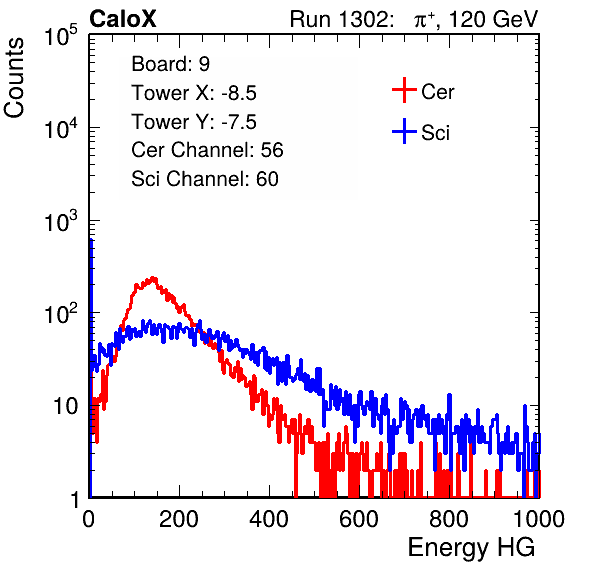 CaloX Run 1302: π⁺, 120 GeV
Counts
10⁵
10⁴
10³
10²
10
1
Board: 9
Tower X: -8.5
Tower Y: -7.5
Cer Channel: 56
Sci Channel: 60
Cer
Sci
0 200 400 600 800 1000
Energy HG